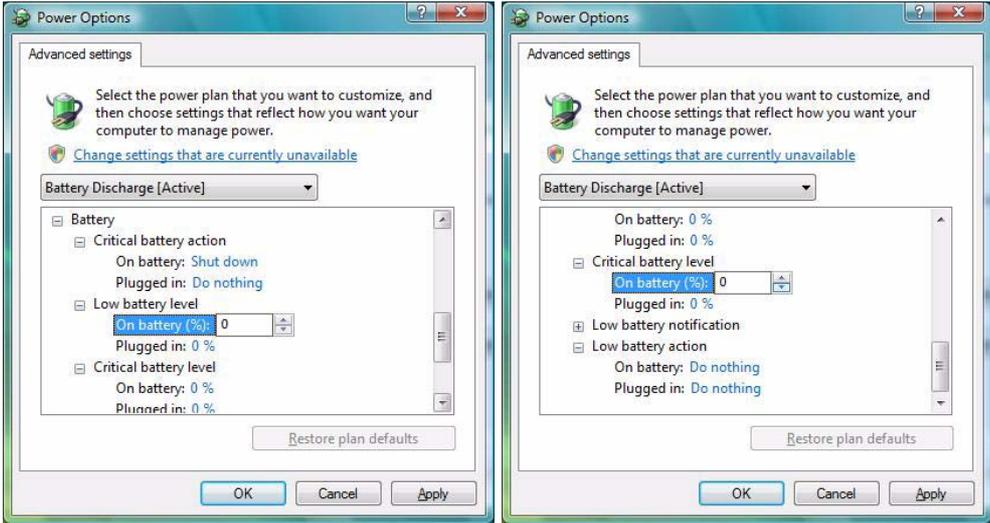 Power Options
Advanced settings
Select the power plan that you want to customize, and
then choose settings that reflect how you want your
computer to manage power.
Change settings that are currently unavailable
Battery Discharge [Active]
Battery
Critical battery action
On battery: Shut down
Plugged in: Do nothing
Low battery level
On battery (%): 0
Plugged in: 0 %
Critical battery level
On battery: 0 %
Plugged in: 0 %
Restore plan defaults
OK Cancel Apply
Power Options
Advanced settings
Select the power plan that you want to customize, and
then choose settings that reflect how you want your
computer to manage power.
Change settings that are currently unavailable
Battery Discharge [Active]
On battery: 0 %
Plugged in: 0 %
Critical battery level
On battery (%): 0
Plugged in: 0 %
Low battery notification
Low battery action
On battery: Do nothing
Plugged in: Do nothing
Restore plan defaults
OK Cancel Apply